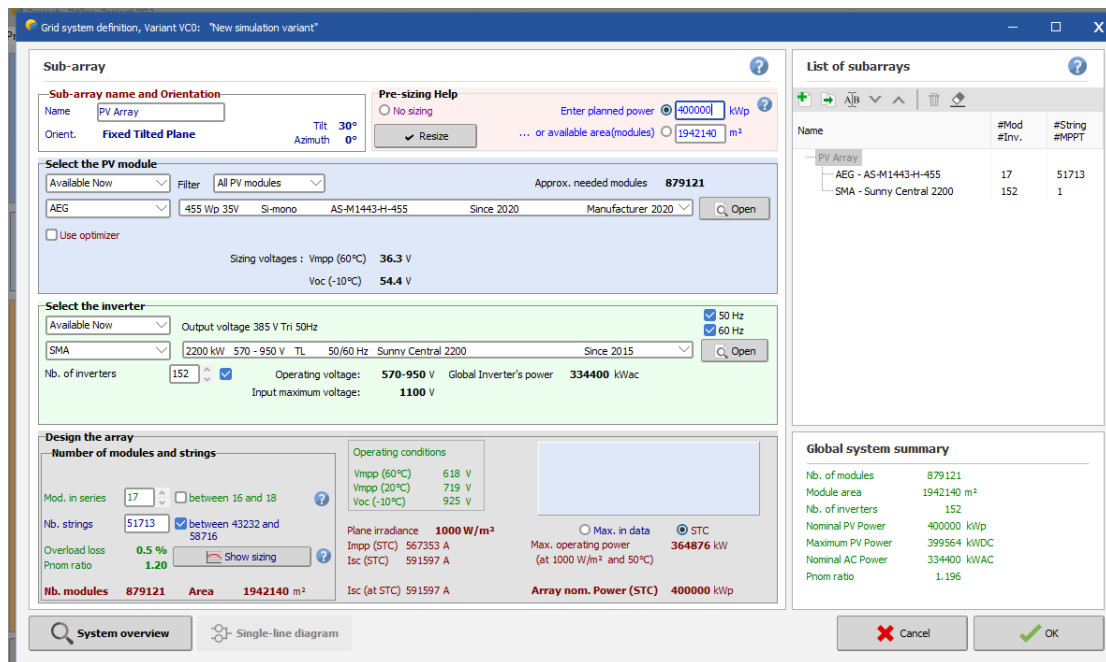 Grid system definition, Variant VC0: "New simulation variant"
Sub-array
Sub-array name and Orientation
Name PV Array
Orient. Fixed Tilted Plane
Tilt 30°
Azimuth 0°
Pre-sizing Help
No sizing
Enter planned power 400000 kWp
Resize
... or available area(modules) 1942140 m²
Select the PV module
Available Now Filter All PV modules Approx. needed modules 879121
AEG 455 Wp 35V Si-mono AS-M1443-H-455 Since 2020 Manufacturer 2020 Open
Use optimizer
Sizing voltages : Vmpp (60°C) 36.3 V
Voc (-10°C) 54.4 V
Select the inverter
Available Now Output voltage 385 V Tri 50Hz
50 Hz
60 Hz
SMA 2200 kW 570 - 950 V TL 50/60 Hz Sunny Central 2200 Since 2015 Open
Nb. of inverters 152 Operating voltage: 570-950 V Global Inverter's power 334400 kWac
Input maximum voltage: 1100 V
Design the array
Number of modules and strings
Mod. in series 17 between 16 and 18
Nb. strings 51713 between 43232 and
58716
Overload loss 0.5 %
Pnom ratio 1.20
Show sizing
Nb. modules 879121 Area 1942140 m²
Operating conditions
Vmpp (60°C) 618 V
Vmpp (20°C) 719 V
Voc (-10°C) 925 V
Plane irradiance 1000 W/m²
Impp (STC) 567353 A
Isc (STC) 591597 A
Isc (at STC) 591597 A
Max. in data STC
Max. operating power 364876 kW
(at 1000 W/m² and 50°C)
Array nom. Power (STC) 400000 kWp
System overview
Single-line diagram
List of subarrays
Name #Mod #String
#Inv. #MPPT
PV Array
AEG - AS-M1443-H-455 17 51713
SMA - Sunny Central 2200 152 1
Global system summary
Nb. of modules 879121
Module area 1942140 m²
Nb. of inverters 152
Nominal PV Power 400000 kWp
Maximum PV Power 399564 kWDC
Nominal AC Power 334400 kWAC
Pnom ratio 1.196
Cancel
OK